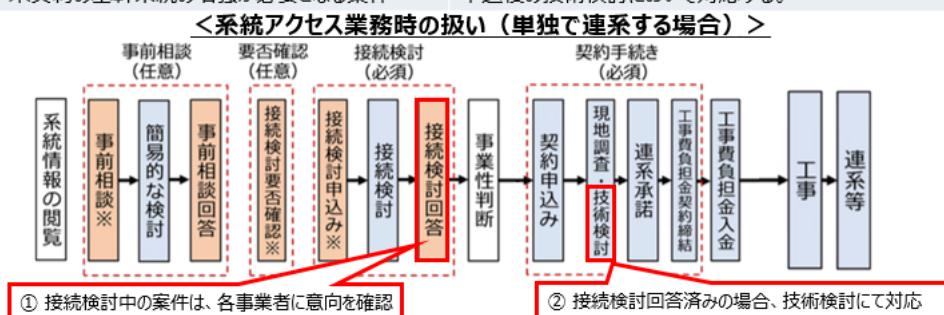 ＜系統アクセス業務時の扱い（単独で連系する場合）＞
事前相談
（任意）
要否確認
（任意）
接続検討
（必須）
契約手続き
（必須）
系統情報の閲覧
事前相談※
簡易的な検討
事前相談回答
接続検討要否確認※
接続検討申込み※
接続検討
接続検討回答
事業性判断
契約申込み
現地調査・技術検討
連系承諾
工事費負担金契約締結
工事費負担金入金
工事
連系等
① 接続検討中の案件は、各事業者に意向を確認
② 接続検討回答済みの場合、技術検討にて対応